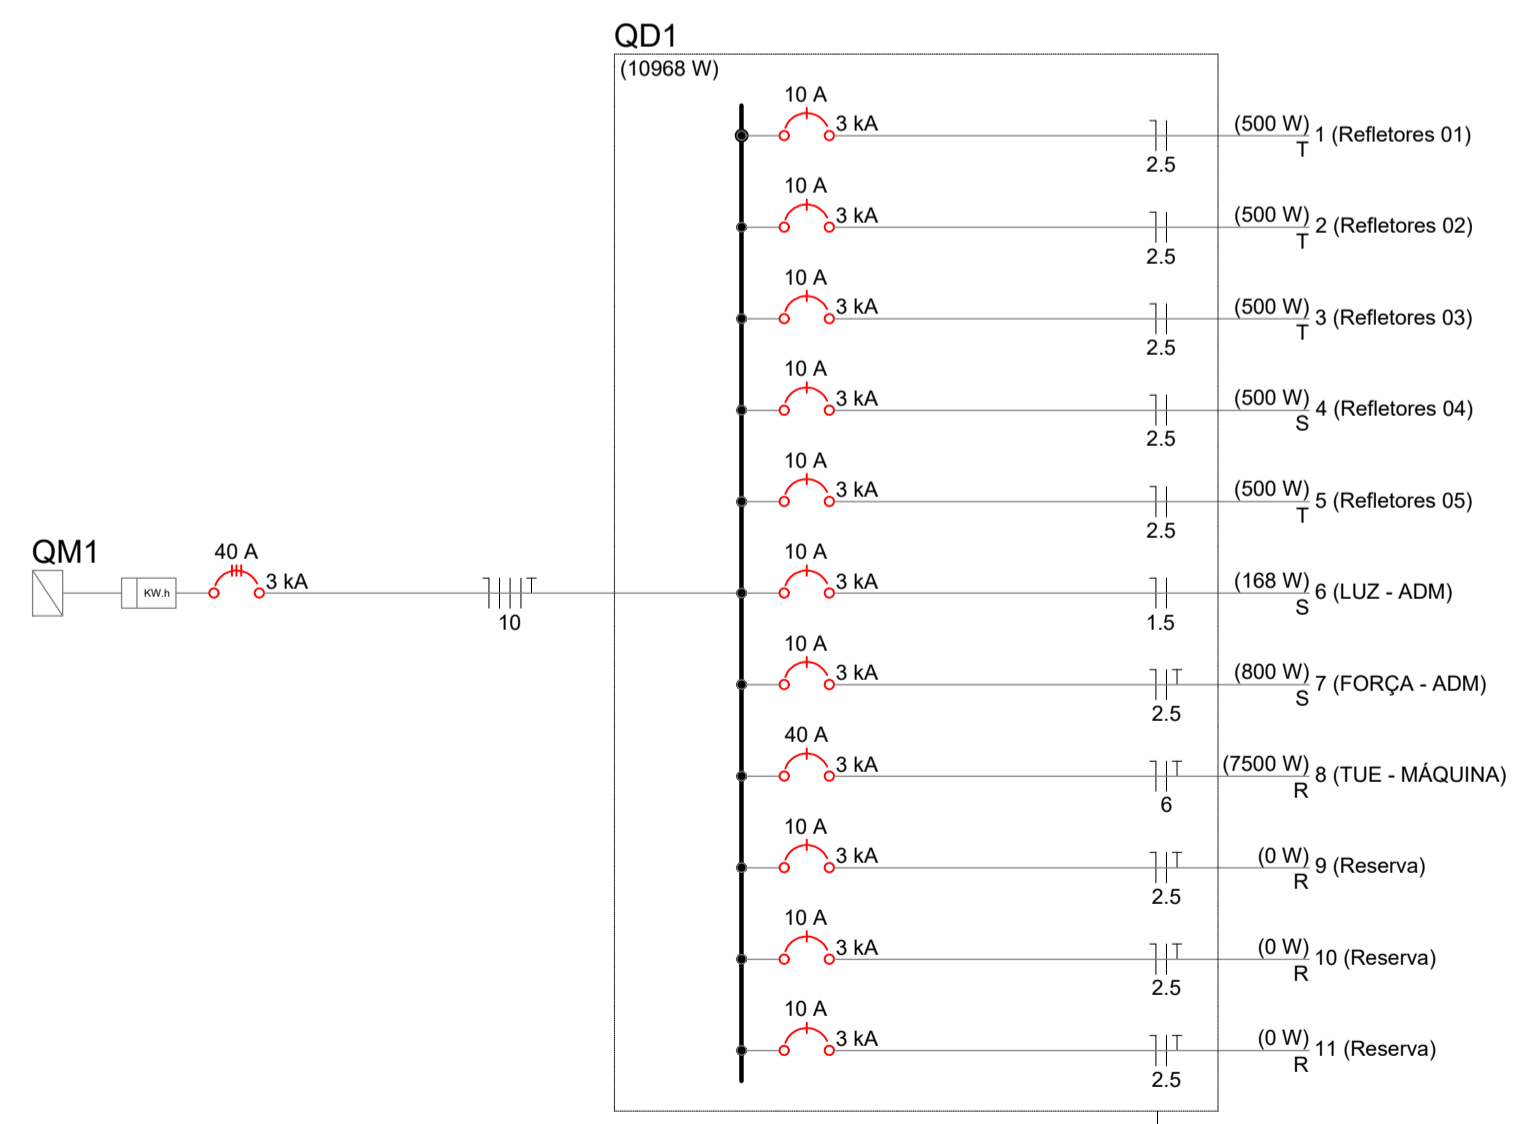 QD1
(10968 W)
10 A
3 kA
2.5
(500 W)
T
1 (Refletores 01)
10 A
3 kA
2.5
(500 W)
T
2 (Refletores 02)
10 A
3 kA
2.5
(500 W)
T
3 (Refletores 03)
10 A
3 kA
2.5
(500 W)
S
4 (Refletores 04)
10 A
3 kA
2.5
(500 W)
T
5 (Refletores 05)
QM1
KW.h
40 A
3 kA
T
10
10 A
3 kA
1.5
(168 W)
S
6 (LUZ - ADM)
10 A
3 kA
T
2.5
(800 W)
S
7 (FORÇA - ADM)
40 A
3 kA
T
6
(7500 W)
R
8 (TUE - MÁQUINA)
10 A
3 kA
T
2.5
(0 W)
R
9 (Reserva)
10 A
3 kA
T
2.5
(0 W)
R
10 (Reserva)
10 A
3 kA
T
2.5
(0 W)
R
11 (Reserva)